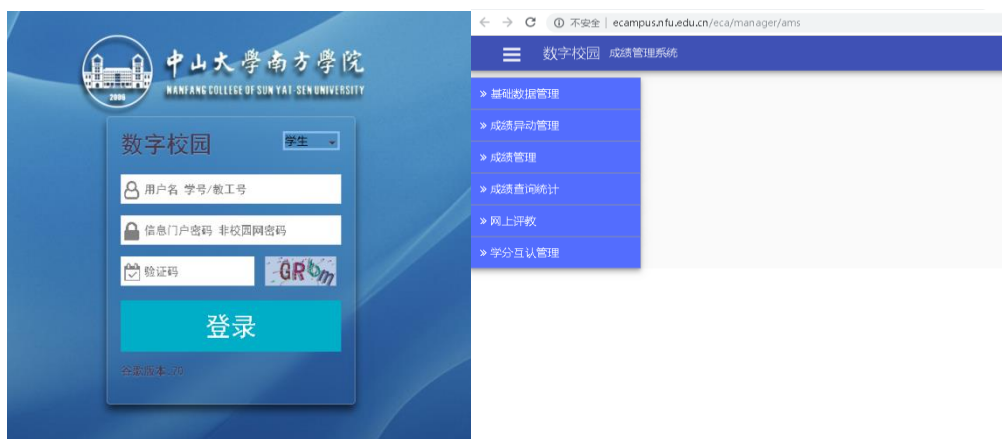 中山大學南方學院
NANFANG COLLEGE OF SUN YAT-SEN UNIVERSITY
2006
数字校园 学生
用户名 学号/教工号
信息门户密码 非校园网密码
验证码 GRbm
登录
谷歌版本:70
不安全 | ecampus.nfu.edu.cn/eca/manager/ams
数字校园 成绩管理系统
» 基础数据管理
» 成绩异动管理
» 成绩管理
» 成绩查询统计
» 网上评教
» 学分互认管理